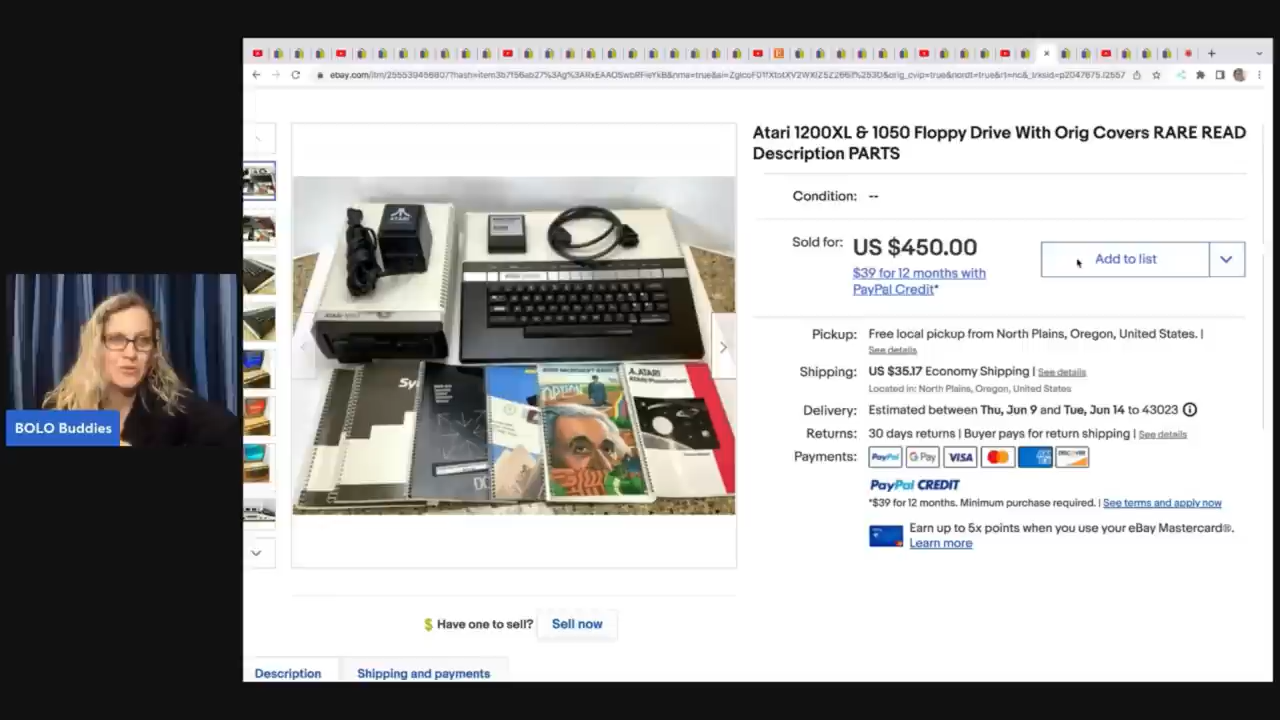 Atari 1200XL & 1050 Floppy Drive With Orig Covers RARE READ
Description PARTS
Condition: --
Sold for: US $450.00
Add to list
$39 for 12 months with
PayPal Credit*
Pickup: Free local pickup from North Plains, Oregon, United States. |
See details
Shipping: US $35.17 Economy Shipping | See details
Located in: North Plains, Oregon, United States
Delivery: Estimated between Thu, Jun 9 and Tue, Jun 14 to 43023
Returns: 30 days returns | Buyer pays for return shipping | See details
Payments: PayPal G Pay VISA
PayPal CREDIT
*$39 for 12 months. Minimum purchase required. | See terms and apply now
Earn up to 5x points when you use your eBay Mastercard®.
Learn more
BOLO Buddies
ATARI
$ Have one to sell? Sell now
Description
Shipping and payments